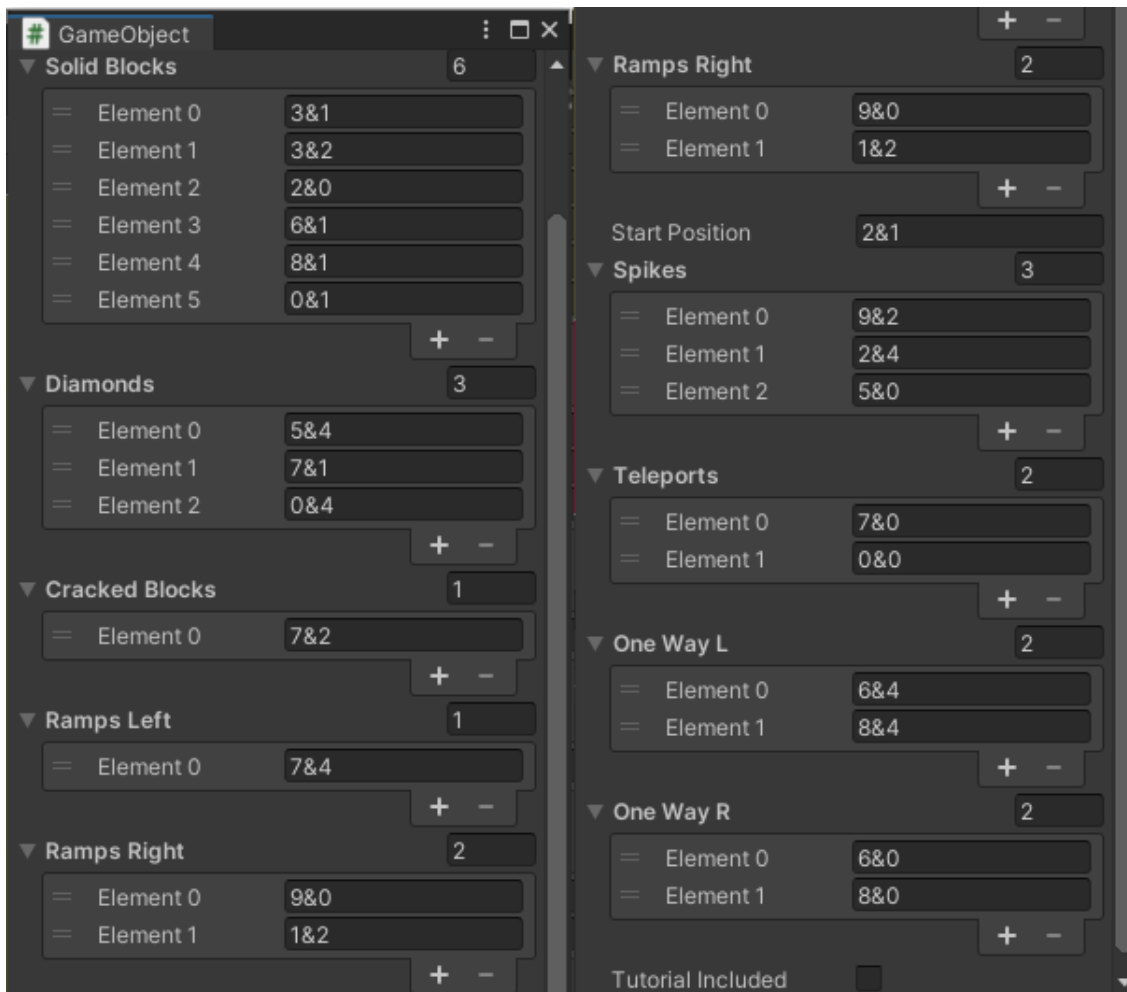 GameObject
Solid Blocks 6
Element 0 3&1
Element 1 3&2
Element 2 2&0
Element 3 6&1
Element 4 8&1
Element 5 0&1
+ −
Diamonds 3
Element 0 5&4
Element 1 7&1
Element 2 0&4
+ −
Cracked Blocks 1
Element 0 7&2
+ −
Ramps Left 1
Element 0 7&4
+ −
Ramps Right 2
Element 0 9&0
Element 1 1&2
+ −
+ −
Ramps Right 2
Element 0 9&0
Element 1 1&2
+ −
Start Position 2&1
Spikes 3
Element 0 9&2
Element 1 2&4
Element 2 5&0
+ −
Teleports 2
Element 0 7&0
Element 1 0&0
+ −
One Way L 2
Element 0 6&4
Element 1 8&4
+ −
One Way R 2
Element 0 6&0
Element 1 8&0
+ −
Tutorial Included